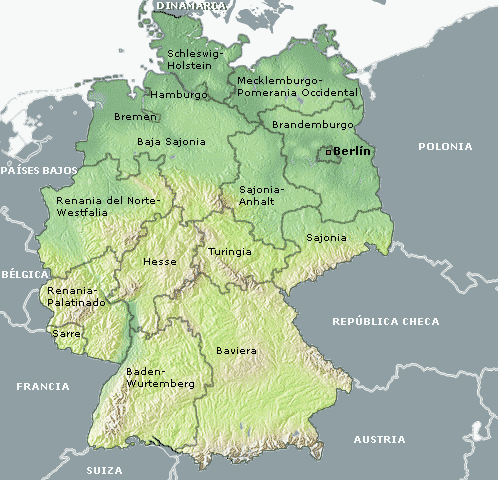 DINAMARCA
Schleswig-
Holstein
Mecklemburgo-
Pomerania Occidental
Hamburgo
Bremen
Brandemburgo
Baja Sajonia
Berlín
POLONIA
PAÍSES BAJOS
Renania del Norte-
Westfalia
Sajonia-
Anhalt
Sajonia
Turingia
Hesse
BÉLGICA
Renania-
Palatinado
REPÚBLICA CHECA
Sarre
Baviera
Baden-
Wurtemberg
FRANCIA
AUSTRIA
SUIZA